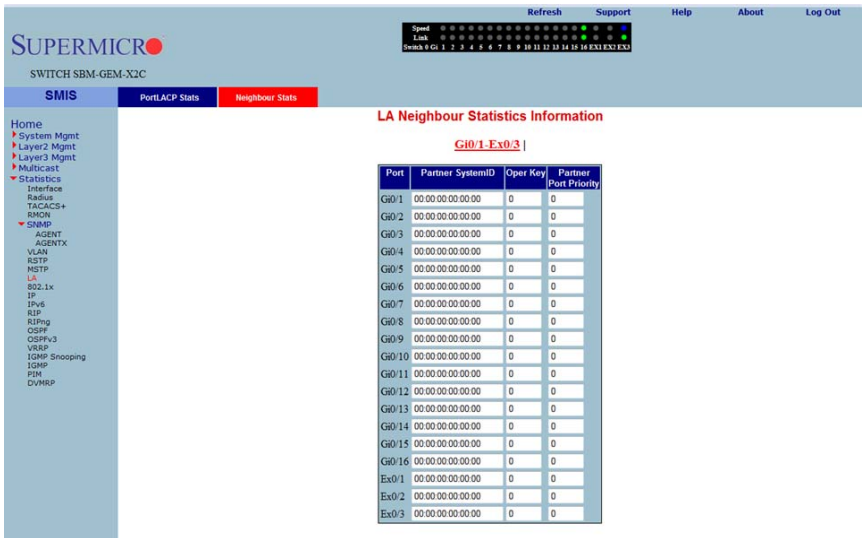 Refresh Support Help About Log Out
Speed
Link
Switch 0 Gi 1 2 3 4 5 6 7 8 9 10 11 12 13 14 15 16 EX1 EX2 EX3
SUPERMICRO
SWITCH SBM-GEM-X2C
SMIS
PortLACP Stats
Neighbour Stats
Home
System Mgmt
Layer2 Mgmt
Layer3 Mgmt
Multicast
Statistics
Interface
Radius
TACACS+
RMON
SNMP
AGENT
AGENTX
VLAN
RSTP
MSTP
LA
802.1x
IP
IPv6
RIP
RIPng
OSPF
OSPFv3
VRRP
IGMP Snooping
IGMP
PIM
DVMRP
LA Neighbour Statistics Information
Gi0/1-Ex0/3 |
Port Partner SystemID Oper Key Partner Port Priority
Gi0/1 00:00:00:00:00:00 0 0
Gi0/2 00:00:00:00:00:00 0 0
Gi0/3 00:00:00:00:00:00 0 0
Gi0/4 00:00:00:00:00:00 0 0
Gi0/5 00:00:00:00:00:00 0 0
Gi0/6 00:00:00:00:00:00 0 0
Gi0/7 00:00:00:00:00:00 0 0
Gi0/8 00:00:00:00:00:00 0 0
Gi0/9 00:00:00:00:00:00 0 0
Gi0/10 00:00:00:00:00:00 0 0
Gi0/11 00:00:00:00:00:00 0 0
Gi0/12 00:00:00:00:00:00 0 0
Gi0/13 00:00:00:00:00:00 0 0
Gi0/14 00:00:00:00:00:00 0 0
Gi0/15 00:00:00:00:00:00 0 0
Gi0/16 00:00:00:00:00:00 0 0
Ex0/1 00:00:00:00:00:00 0 0
Ex0/2 00:00:00:00:00:00 0 0
Ex0/3 00:00:00:00:00:00 0 0